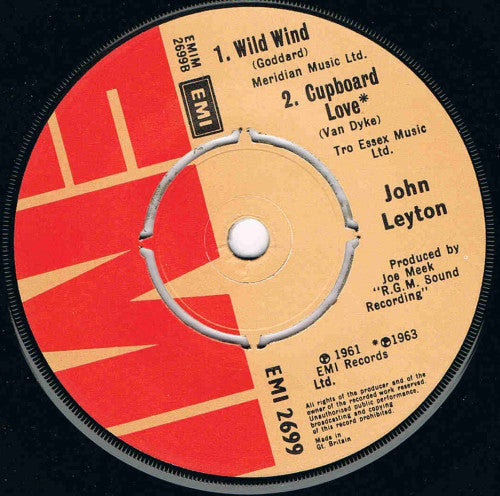 EMIM
2699B
EMI
1. Wild Wind
(Goddard)
Meridian Music Ltd.
2. Cupboard
Love*
(Van Dyke)
Tro Essex Music
Ltd.
John
Leyton
Produced by
Joe Meek
"R.G.M. Sound
Recording"
℗ 1961 *℗1963
EMI Records
Ltd.
EMI 2699
All rights of the producer and of the
owner of the recorded work reserved.
Unauthorised public performance,
broadcasting and copying
of this record prohibited.
Made in
Gt. Britain
EMI